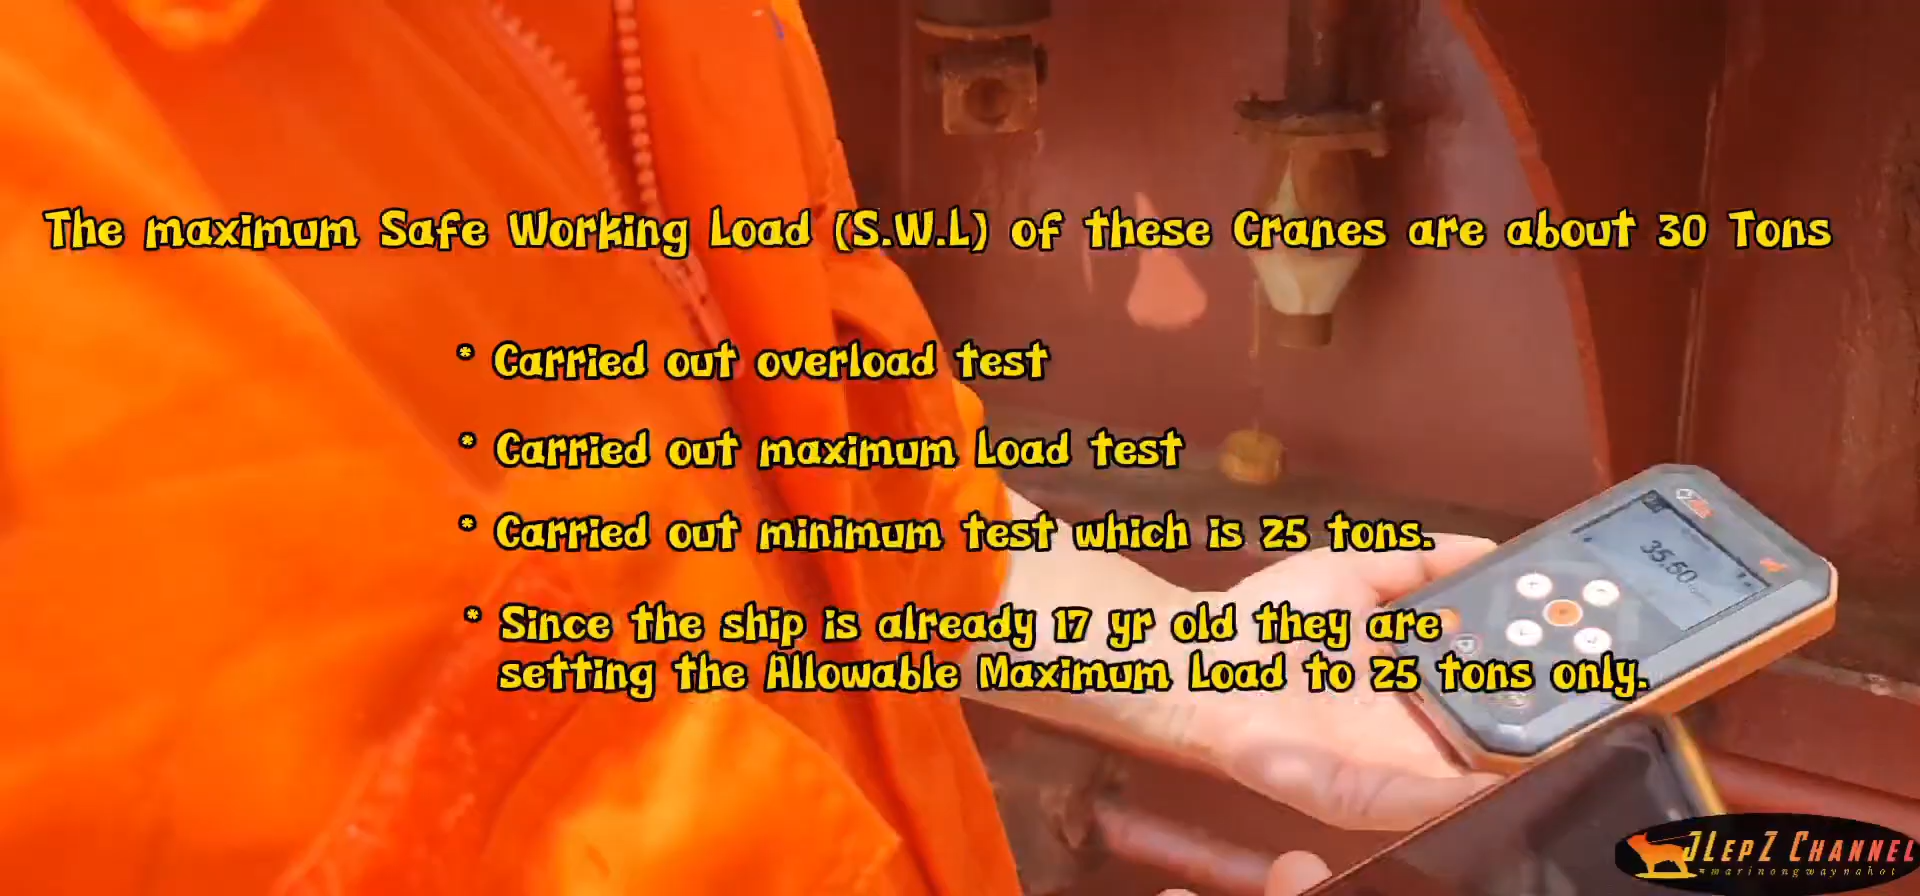 The maximum Safe Working Load (S.W.L) of these Cranes are about 30 Tons
* Carried out overload test
* Carried out maximum Load test
* Carried out minimum test which is 25 tons.
* Since the ship is already 17 yr old they are
setting the Allowable Maximum Load to 25 tons only.
35.50
JLepZ Channel
marinongwaynahot